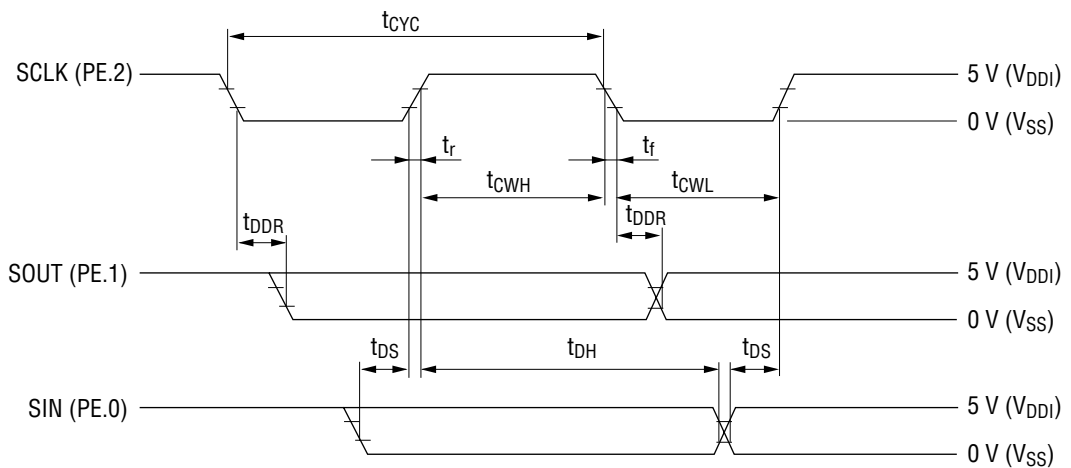 tCYC
SCLK (PE.2)
5 V (VDDI)
0 V (VSS)
tr
tf
tCWH
tCWL
tDDR
tDDR
SOUT (PE.1)
5 V (VDDI)
0 V (VSS)
tDS
tDH
tDS
SIN (PE.0)
5 V (VDDI)
0 V (VSS)